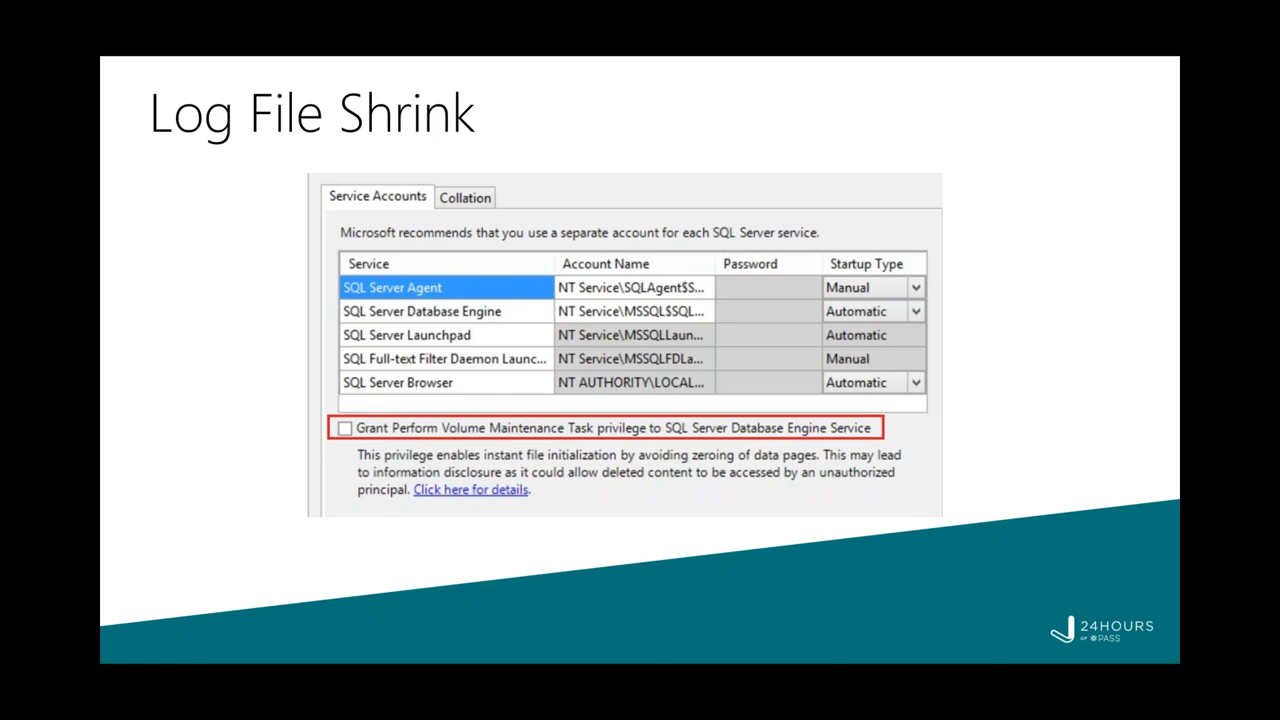 Log File Shrink
Service Accounts Collation
Microsoft recommends that you use a separate account for each SQL Server service.
Service Account Name Password Startup Type
SQL Server Agent NT Service\SQLAgent$S... Manual
SQL Server Database Engine NT Service\MSSQL$SQL... Automatic
SQL Server Launchpad NT Service\MSSQLLaun... Automatic
SQL Full-text Filter Daemon Launc... NT Service\MSSQLFDLa... Manual
SQL Server Browser NT AUTHORITY\LOCAL... Automatic
Grant Perform Volume Maintenance Task privilege to SQL Server Database Engine Service
This privilege enables instant file initialization by avoiding zeroing of data pages. This may lead
to information disclosure as it could allow deleted content to be accessed by an unauthorized
principal. Click here for details.
24HOURS
OF PASS